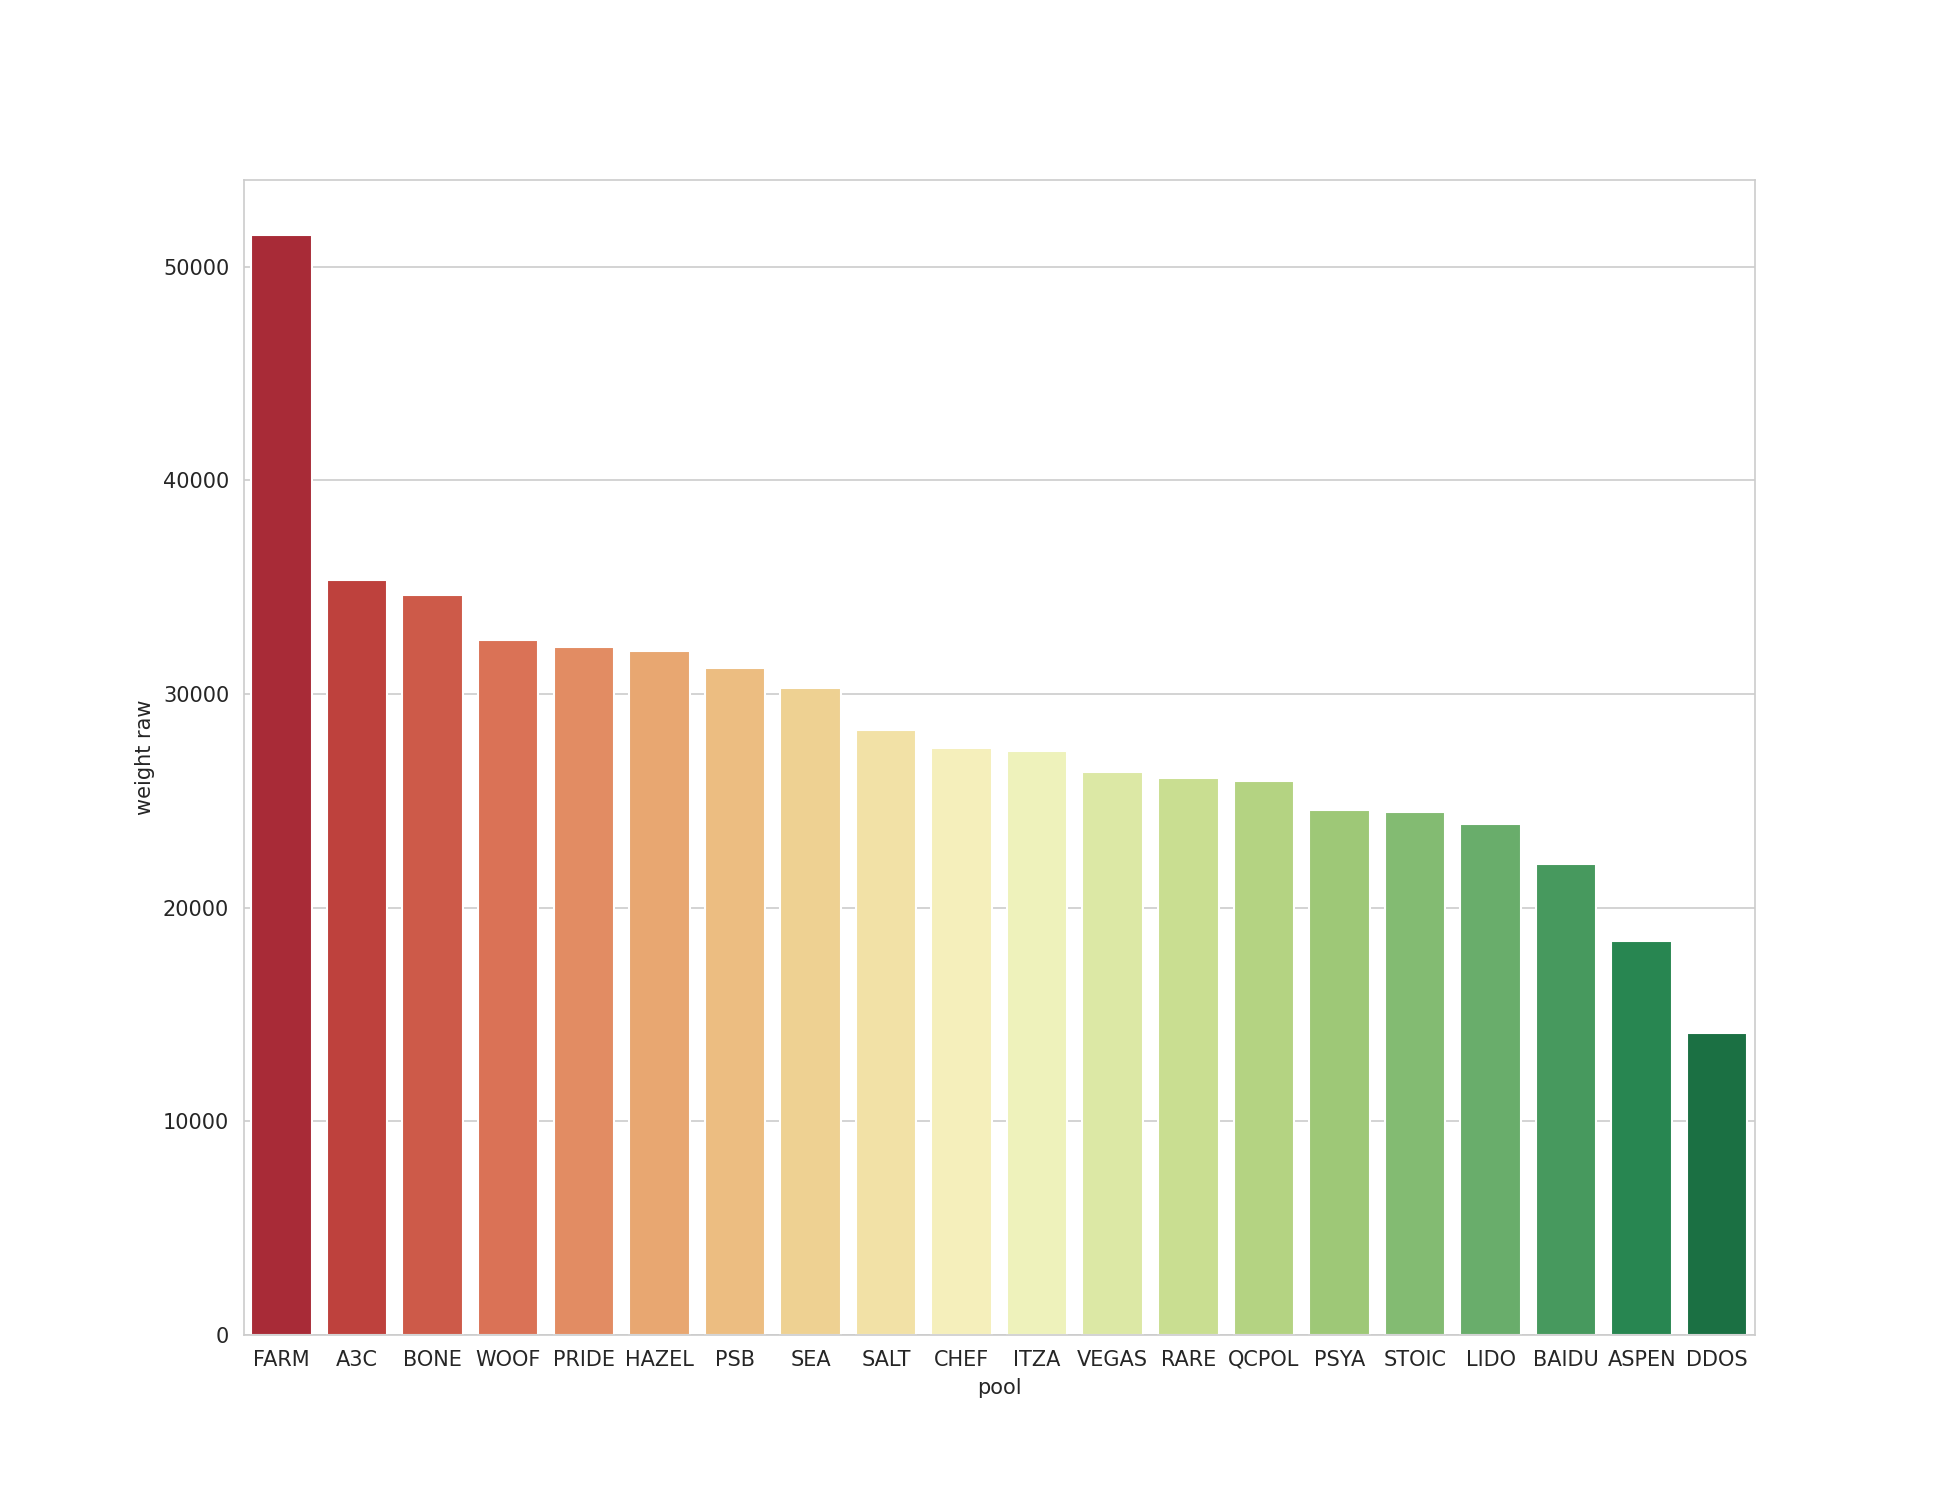 50000
40000
30000
20000
10000
0
weight raw
FARM A3C BONE WOOF PRIDE HAZEL PSB SEA SALT CHEF ITZA VEGAS RARE QCPOL PSYA STOIC LIDO BAIDU ASPEN DDOS
pool